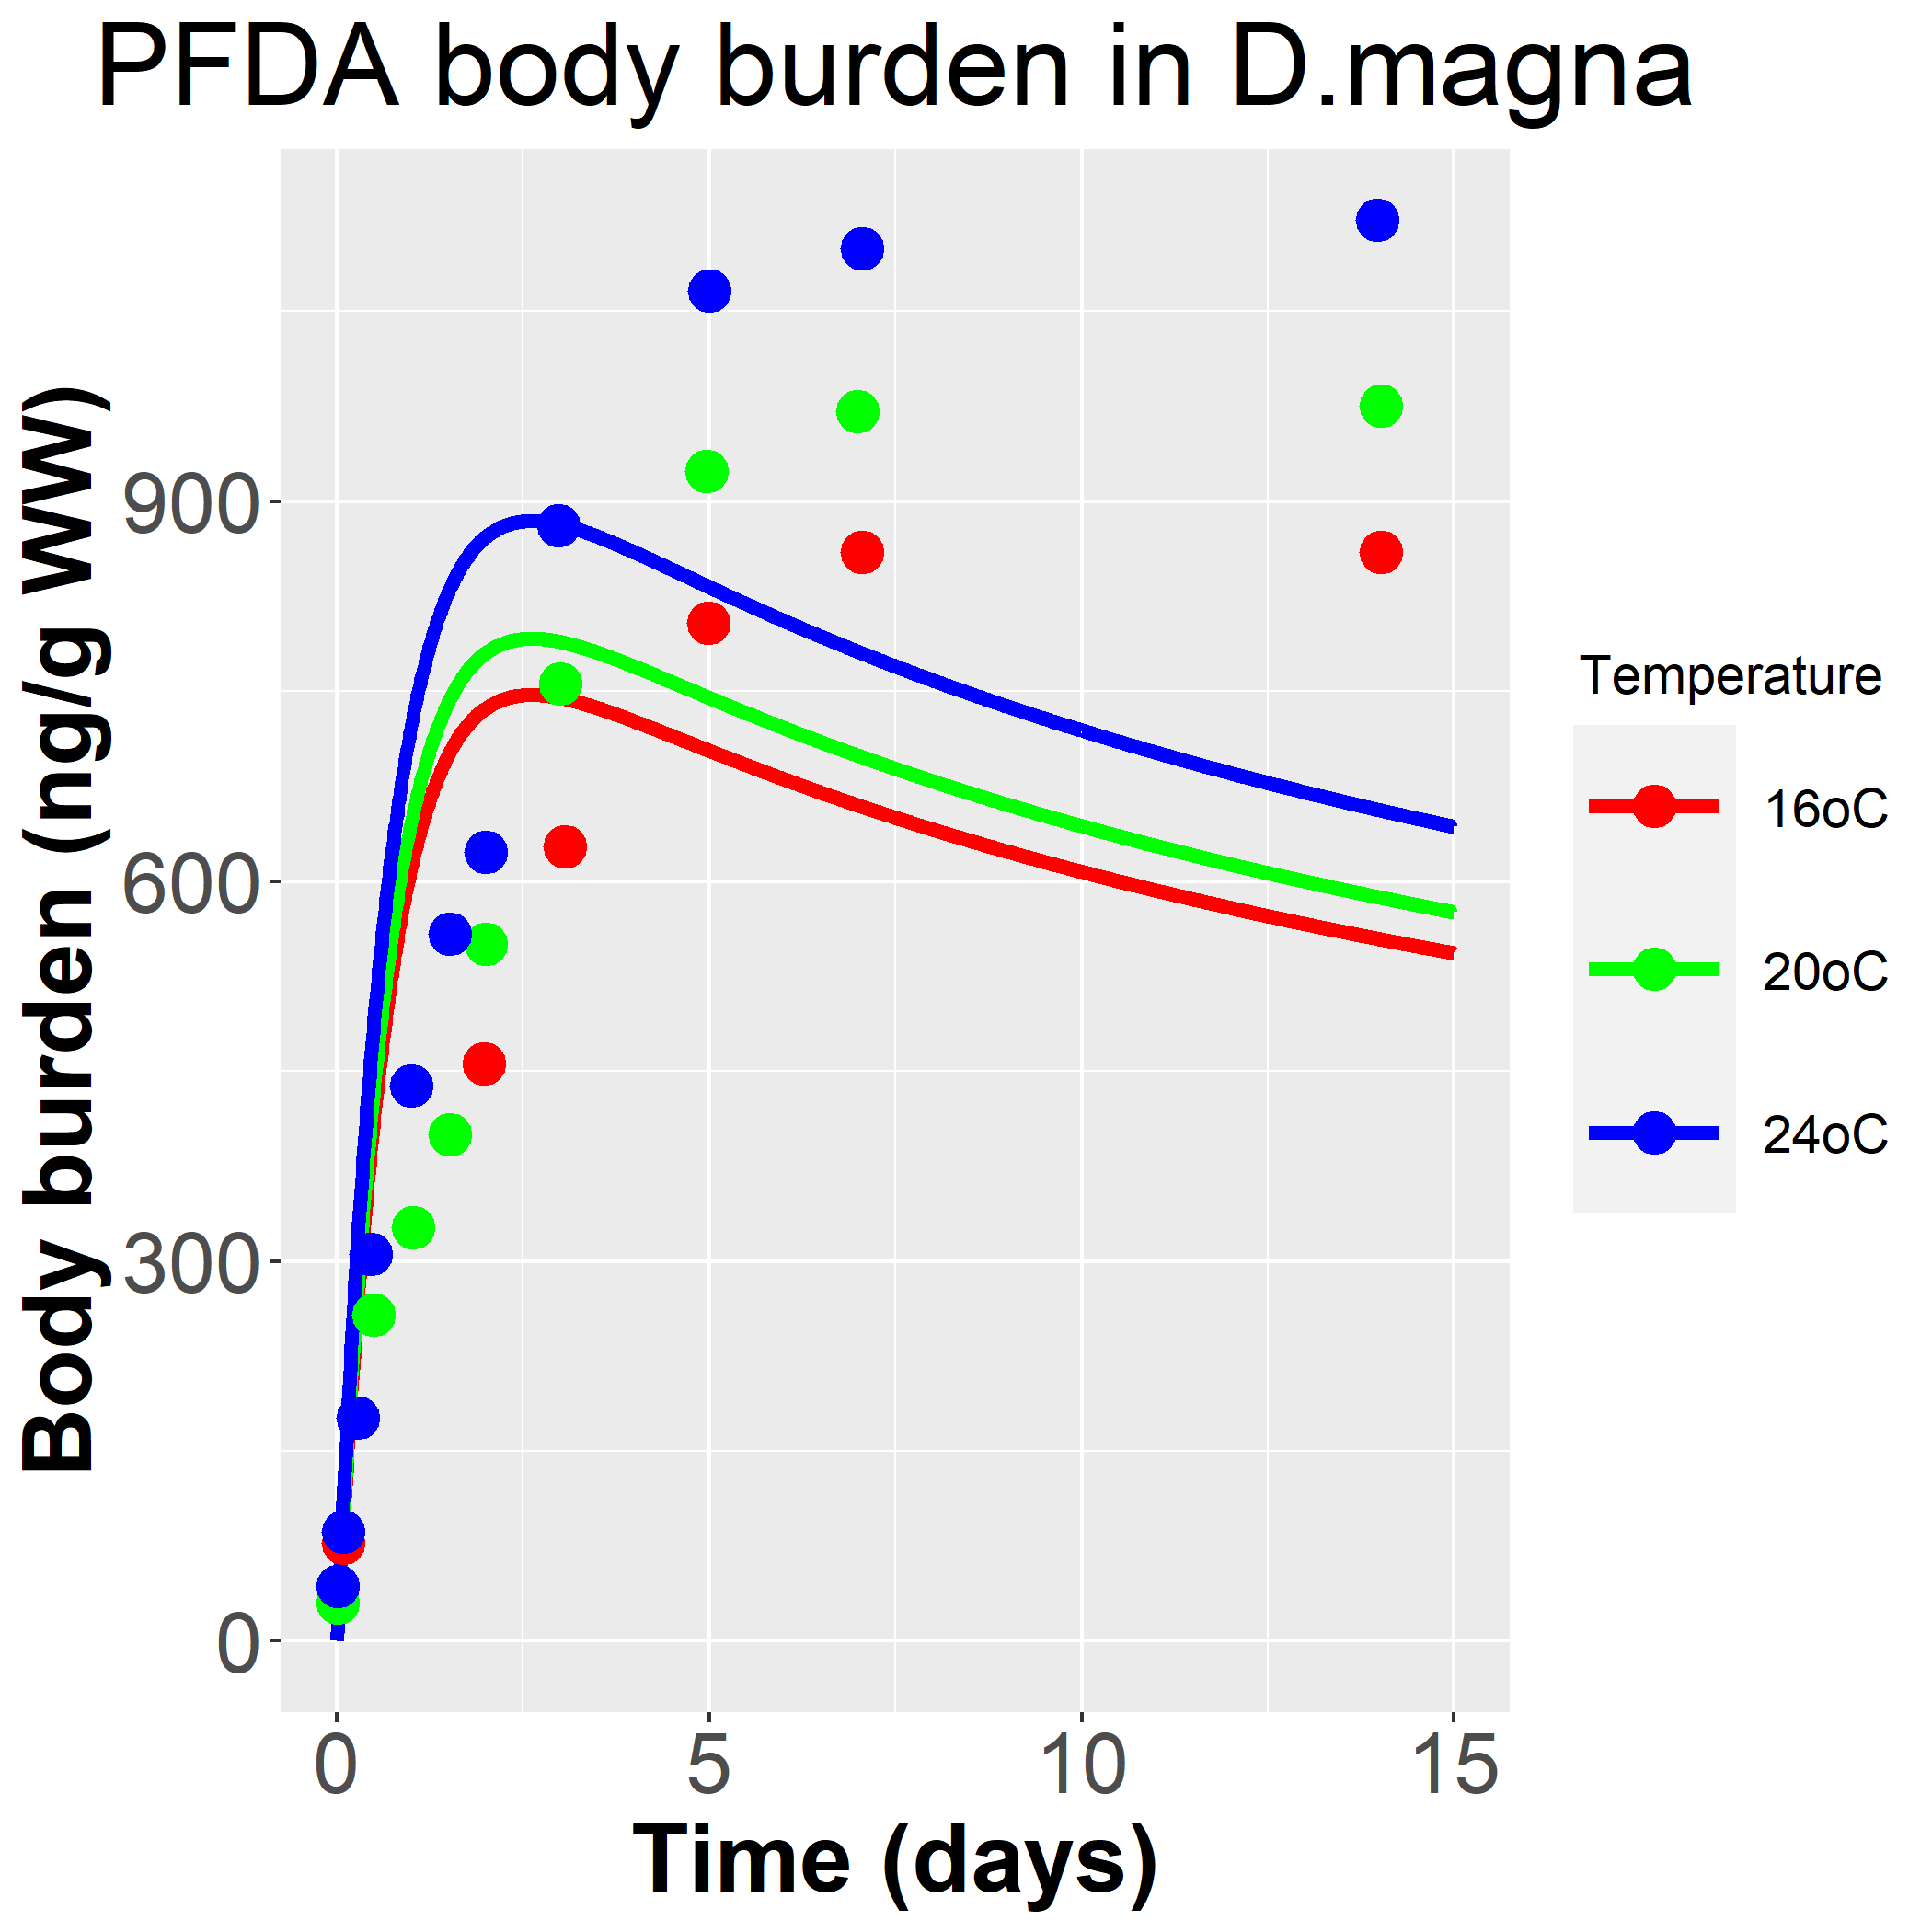 PFDA body burden in D.magna
Body burden (ng/g WW)
900
600
300
0
0 5 10 15
Time (days)
Temperature
16oC
20oC
24oC